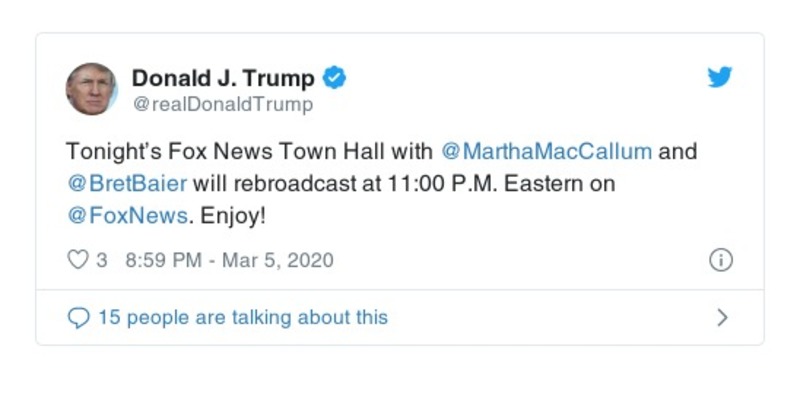 Donald J. Trump
@realDonaldTrump
Tonight's Fox News Town Hall with @MarthaMacCallum and
@BretBaier will rebroadcast at 11:00 P.M. Eastern on
@FoxNews. Enjoy!
3 8:59 PM - Mar 5, 2020
15 people are talking about this